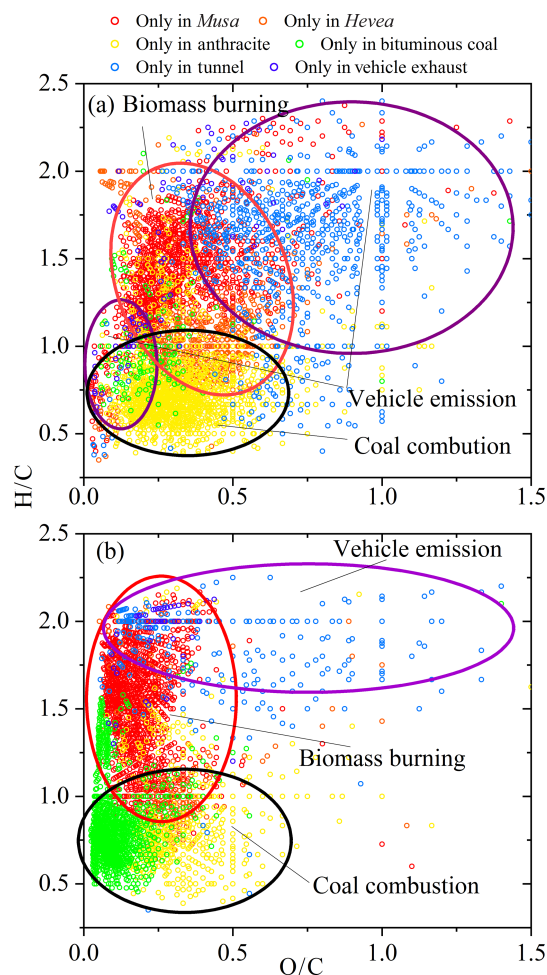 Only in Musa Only in Hevea
Only in anthracite Only in bituminous coal
Only in tunnel Only in vehicle exhaust
2.5
(a) Biomass burning
2.0
1.5
1.0
Vehicle emission
0.5
Coal combution
H/C
0.0 0.5 1.0 1.5
2.5
(b) Vehicle emission
2.0
1.5
Biomass burning
1.0
Coal combustion
0.5
0.0 0.5 1.0 1.5
O/C